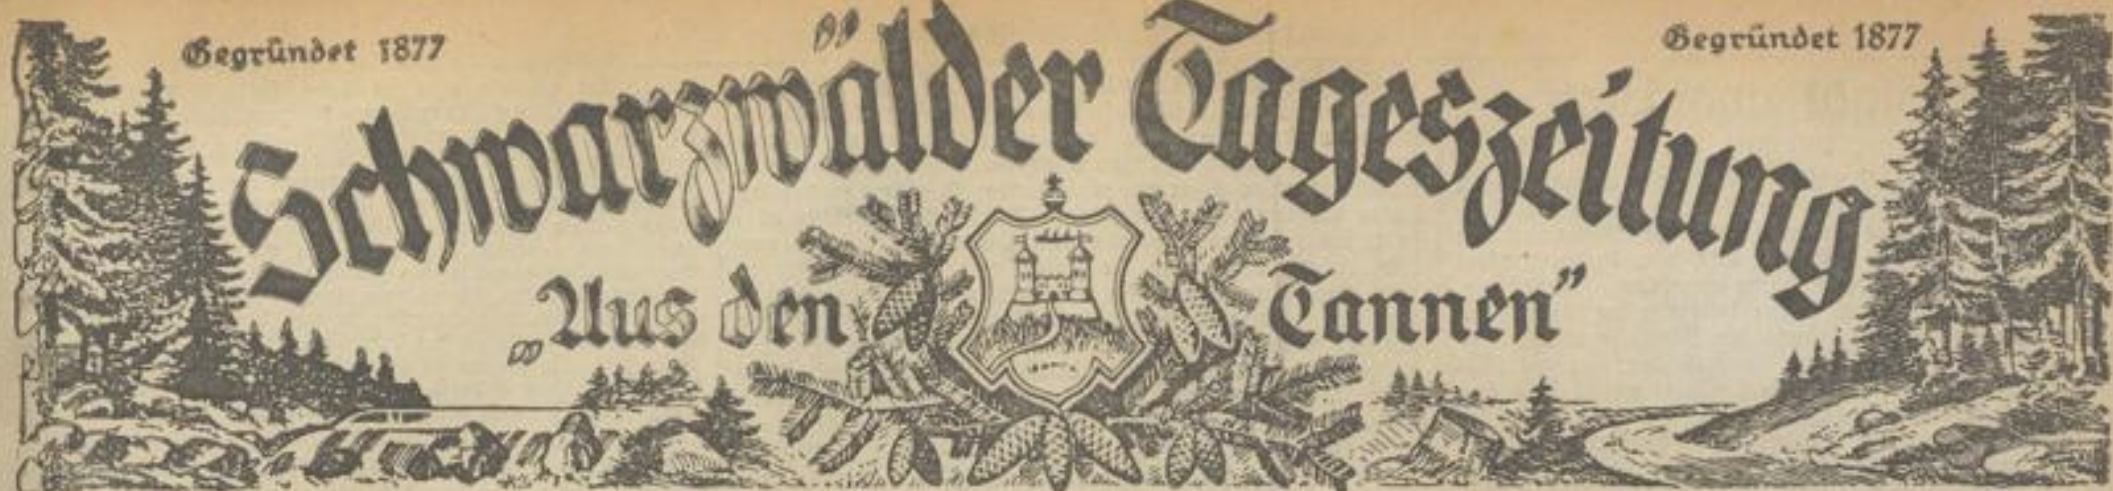 Gegründet 1877
Gegründet 1877
Schwarzwälder Tageszeitung
„Aus den Tannen”